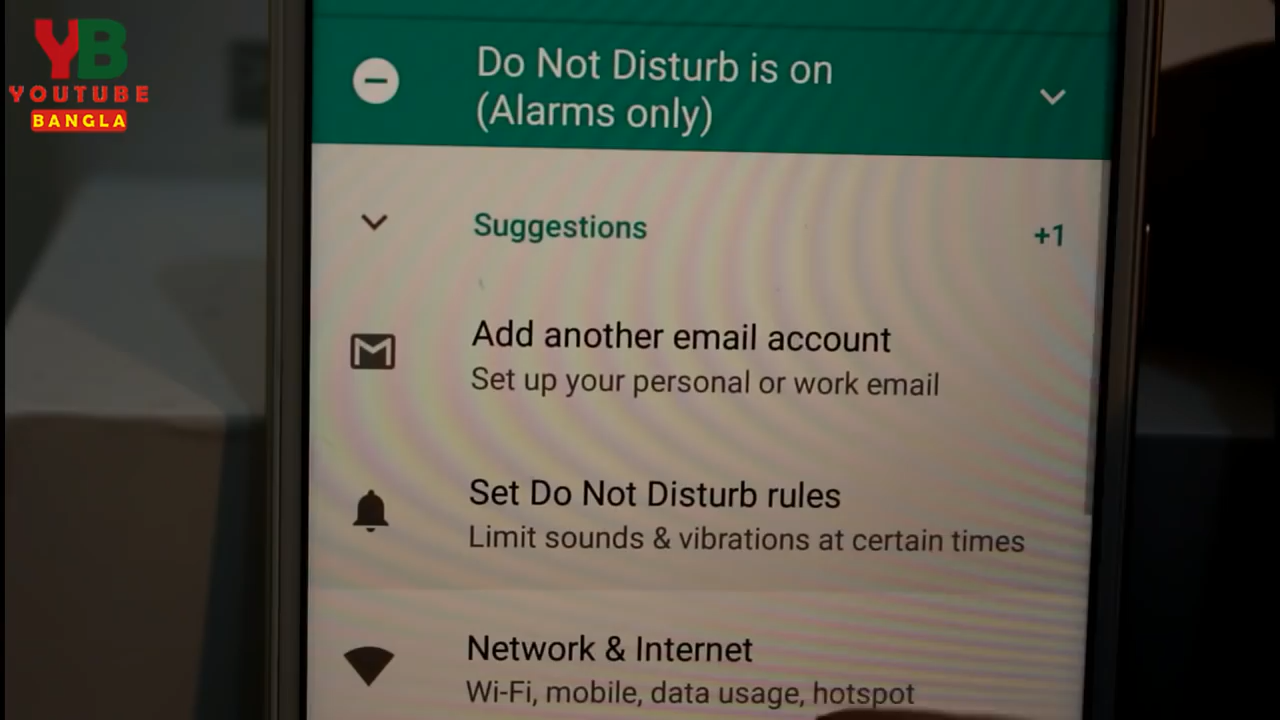 YB
YOUTUBE
BANGLA
Do Not Disturb is on
(Alarms only)
Suggestions
+1
Add another email account
Set up your personal or work email
Set Do Not Disturb rules
Limit sounds & vibrations at certain times
Network & Internet
Wi-Fi, mobile, data usage, hotspot